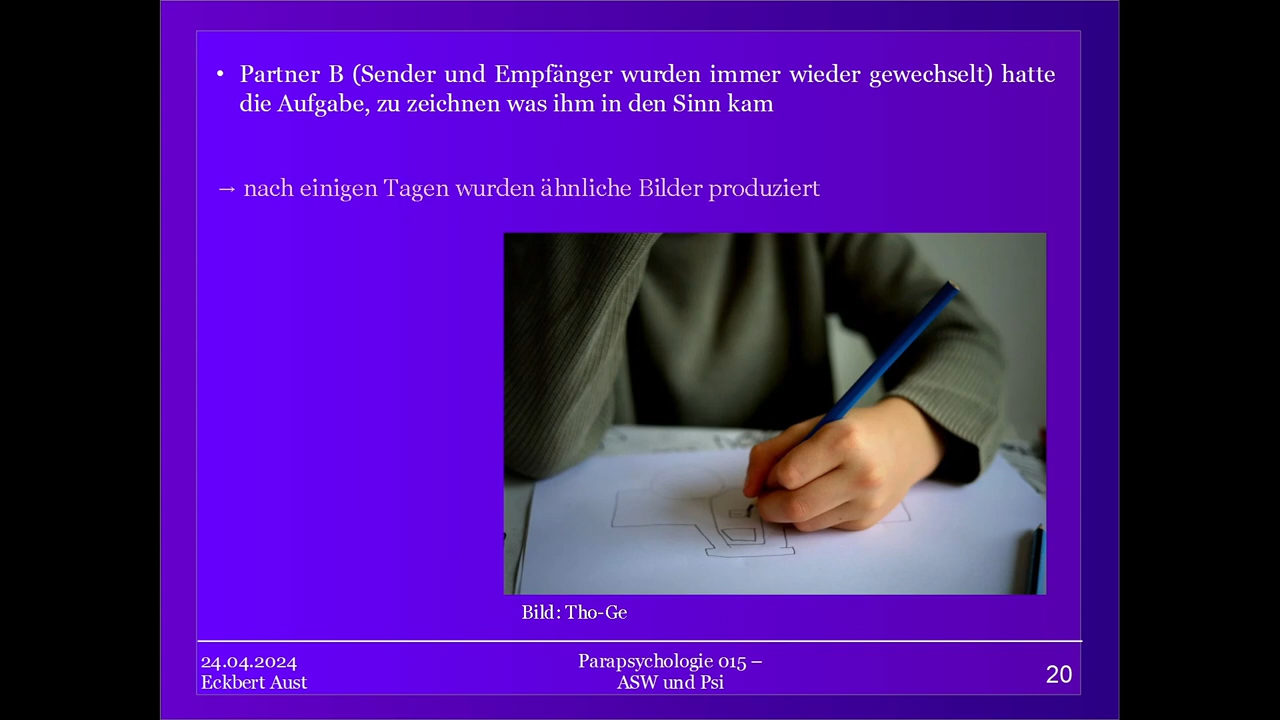 • Partner B (Sender und Empfänger wurden immer wieder gewechselt) hatte
die Aufgabe, zu zeichnen was ihm in den Sinn kam
→ nach einigen Tagen wurden ähnliche Bilder produziert
Bild: Tho-Ge
24.04.2024
Eckbert Aust
Parapsychologie 015 –
ASW und Psi
20